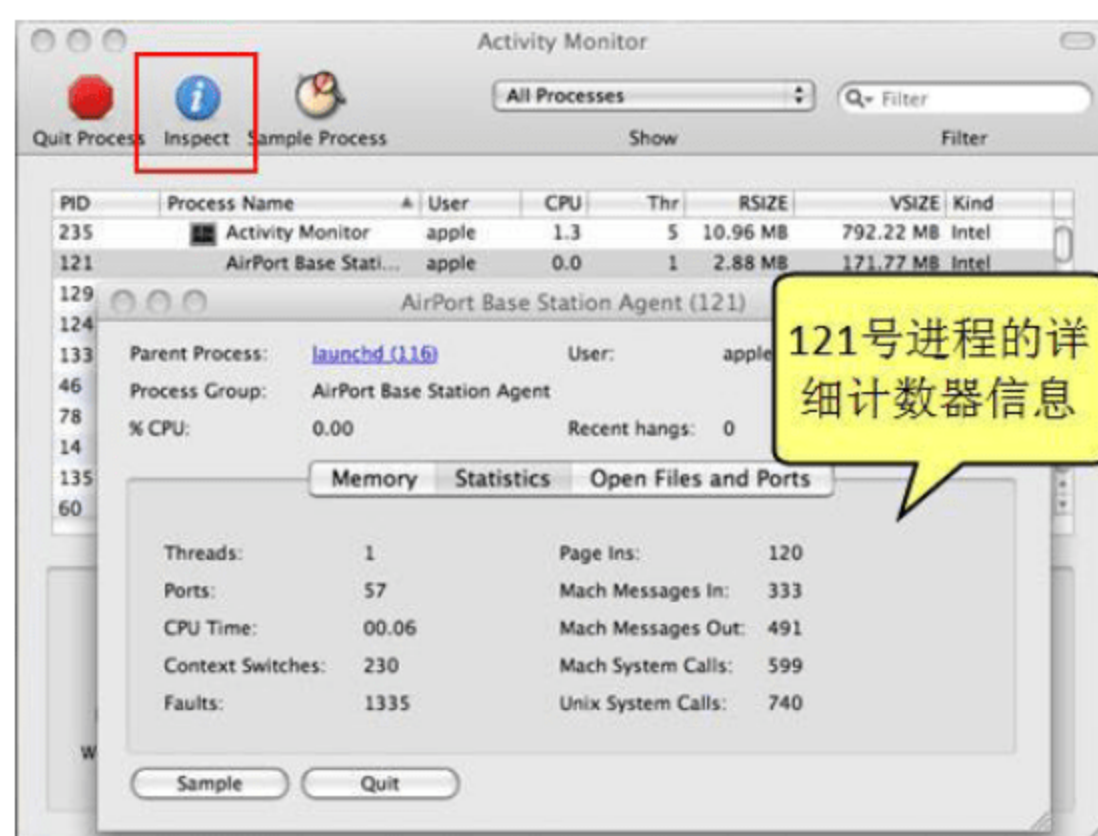 Activity Monitor
All Processes
Filter
Quit Process Inspect Sample Process Show Filter
PID Process Name User CPU Thr RSIZE VSIZE Kind
235 Activity Monitor apple 1.3 5 10.96 MB 792.22 MB Intel
121 AirPort Base Stati... apple 0.0 1 2.88 MB 171.77 MB Intel
129
124
133
46
78
14
135
60
AirPort Base Station Agent (121)
Parent Process: launchd (116) User: apple
Process Group: AirPort Base Station Agent
% CPU: 0.00 Recent hangs: 0
121号进程的详
细计数器信息
Memory Statistics Open Files and Ports
Threads: 1 Page Ins: 120
Ports: 57 Mach Messages In: 333
CPU Time: 00.06 Mach Messages Out: 491
Context Switches: 230 Mach System Calls: 599
Faults: 1335 Unix System Calls: 740
W
Sample Quit